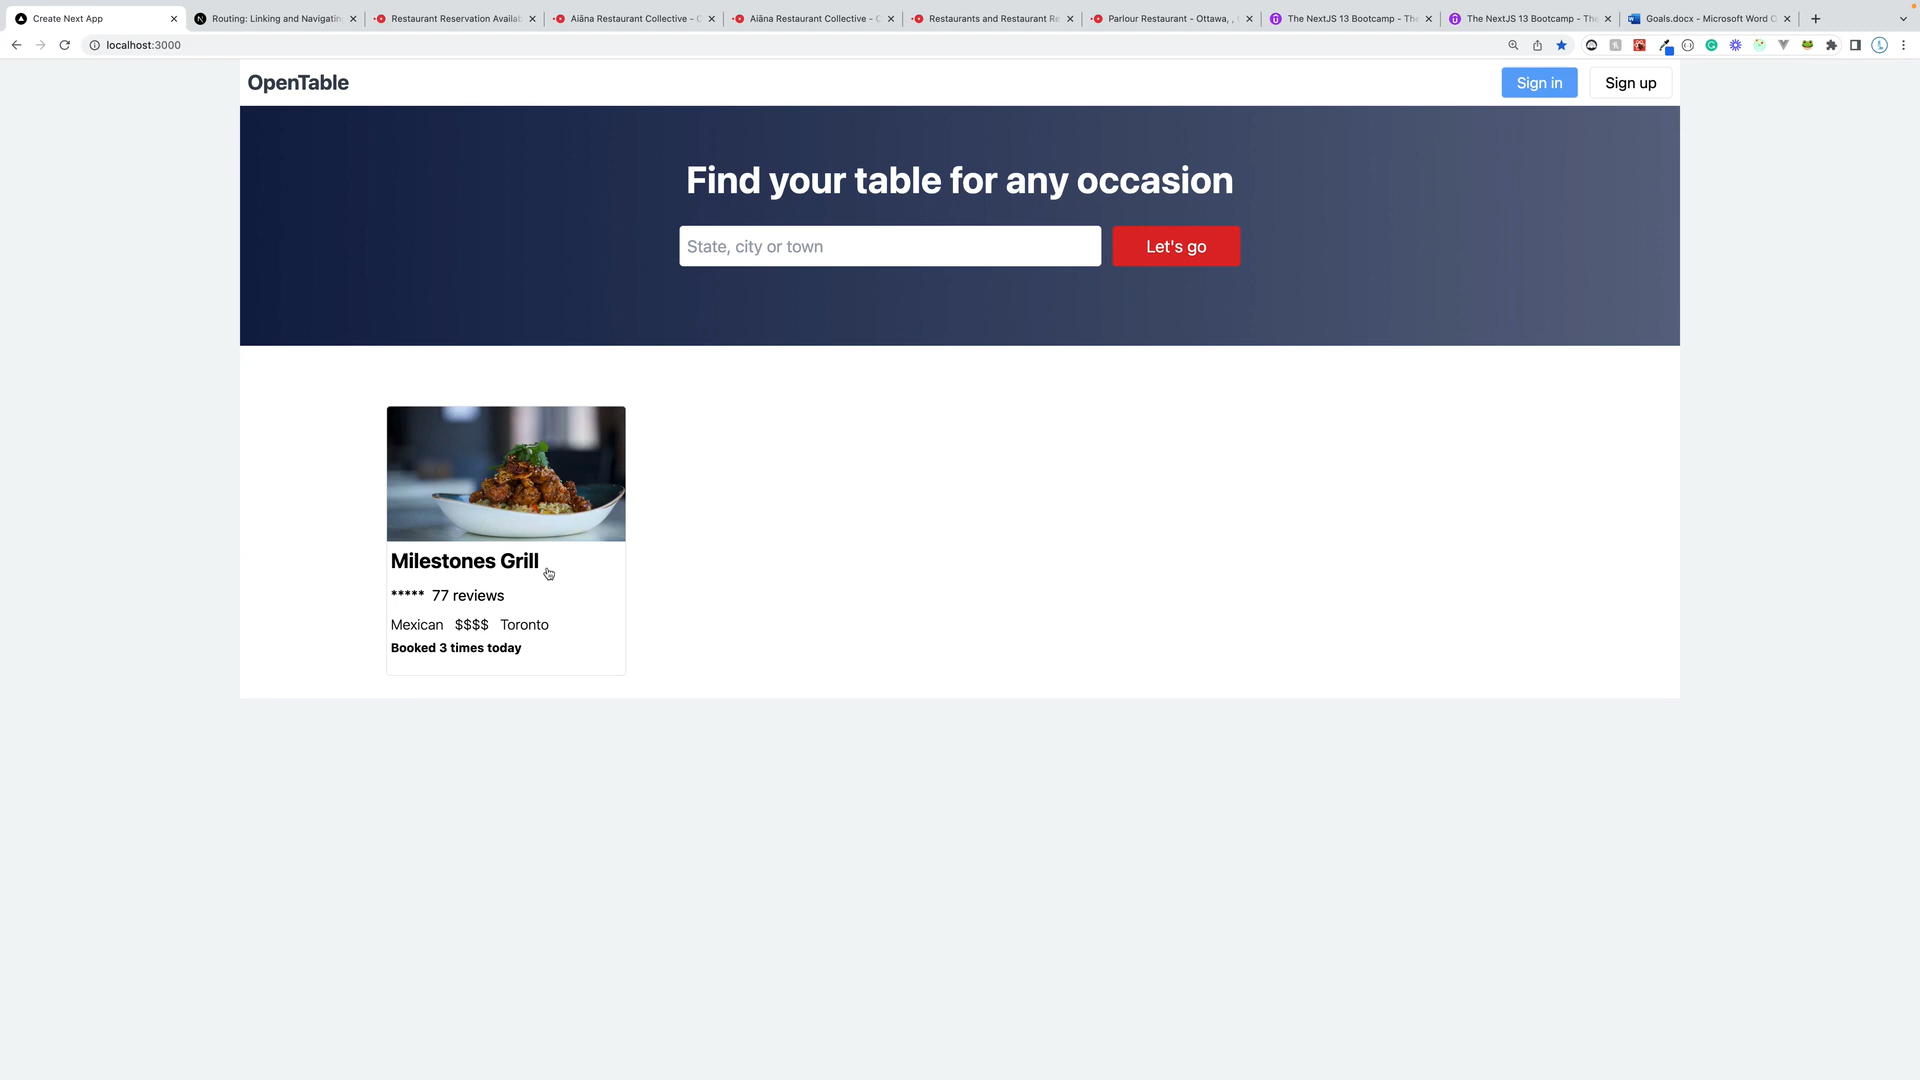 Create Next App
Routing: Linking and Navigatin
Restaurant Reservation Availab
Aiāna Restaurant Collective - O
Aiāna Restaurant Collective - O
Restaurants and Restaurant Re
Parlour Restaurant - Ottawa, ,
The NextJS 13 Bootcamp - The
The NextJS 13 Bootcamp - The
Goals.docx - Microsoft Word O
localhost:3000
OpenTable
Sign in
Sign up
Find your table for any occasion
State, city or town
Let's go
Milestones Grill
***** 77 reviews
Mexican $$$$ Toronto
Booked 3 times today